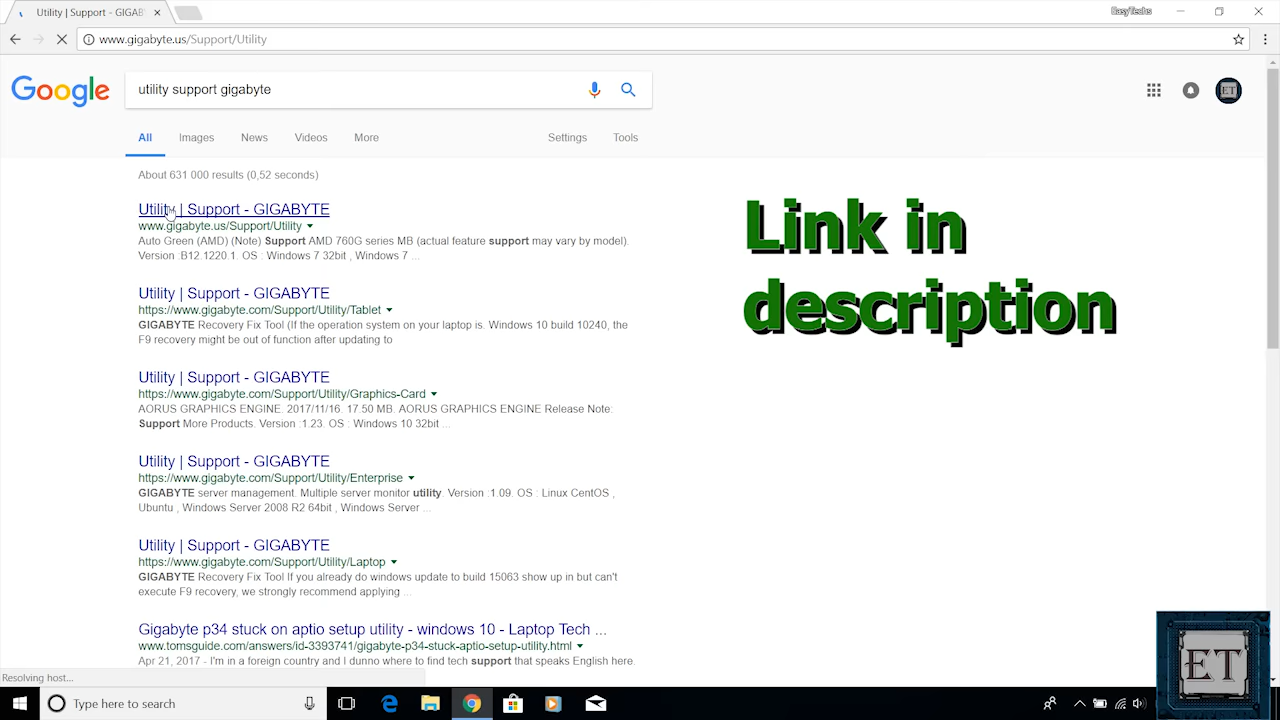 Utility | Support - GIGAB
EasyTechs
www.gigabyte.us/Support/Utility
Google
utility support gigabyte
ET
All Images News Videos More Settings Tools
About 631 000 results (0,52 seconds)
Utility | Support - GIGABYTE
www.gigabyte.us/Support/Utility
Auto Green (AMD) (Note) Support AMD 760G series MB (actual feature support may vary by model).
Version :B12.1220.1. OS : Windows 7 32bit , Windows 7 ...
Link in
description
Utility | Support - GIGABYTE
https://www.gigabyte.com/Support/Utility/Tablet
GIGABYTE Recovery Fix Tool (If the operation system on your laptop is. Windows 10 build 10240, the
F9 recovery might be out of function after updating to
Utility | Support - GIGABYTE
https://www.gigabyte.com/Support/Utility/Graphics-Card
AORUS GRAPHICS ENGINE. 2017/11/16. 17.50 MB. AORUS GRAPHICS ENGINE Release Note:
Support More Products. Version :1.23. OS : Windows 10 32bit ...
Utility | Support - GIGABYTE
https://www.gigabyte.com/Support/Utility/Enterprise
GIGABYTE server management. Multiple server monitor utility. Version :1.09. OS : Linux CentOS ,
Ubuntu , Windows Server 2008 R2 64bit , Windows Server ...
Utility | Support - GIGABYTE
https://www.gigabyte.com/Support/Utility/Laptop
GIGABYTE Recovery Fix Tool If you already do windows update to build 15063 show up in but can't
execute F9 recovery, we strongly recommend applying ...
Gigabyte p34 stuck on aptio setup utility - windows 10 - Laptop Tech ...
www.tomsguide.com/answers/id-3393741/gigabyte-p34-stuck-aptio-setup-utility.html
Apr 21, 2017 - I'm in a foreign country and I dunno where to find tech support that speaks English here.
Resolving host...
Type here to search
ET